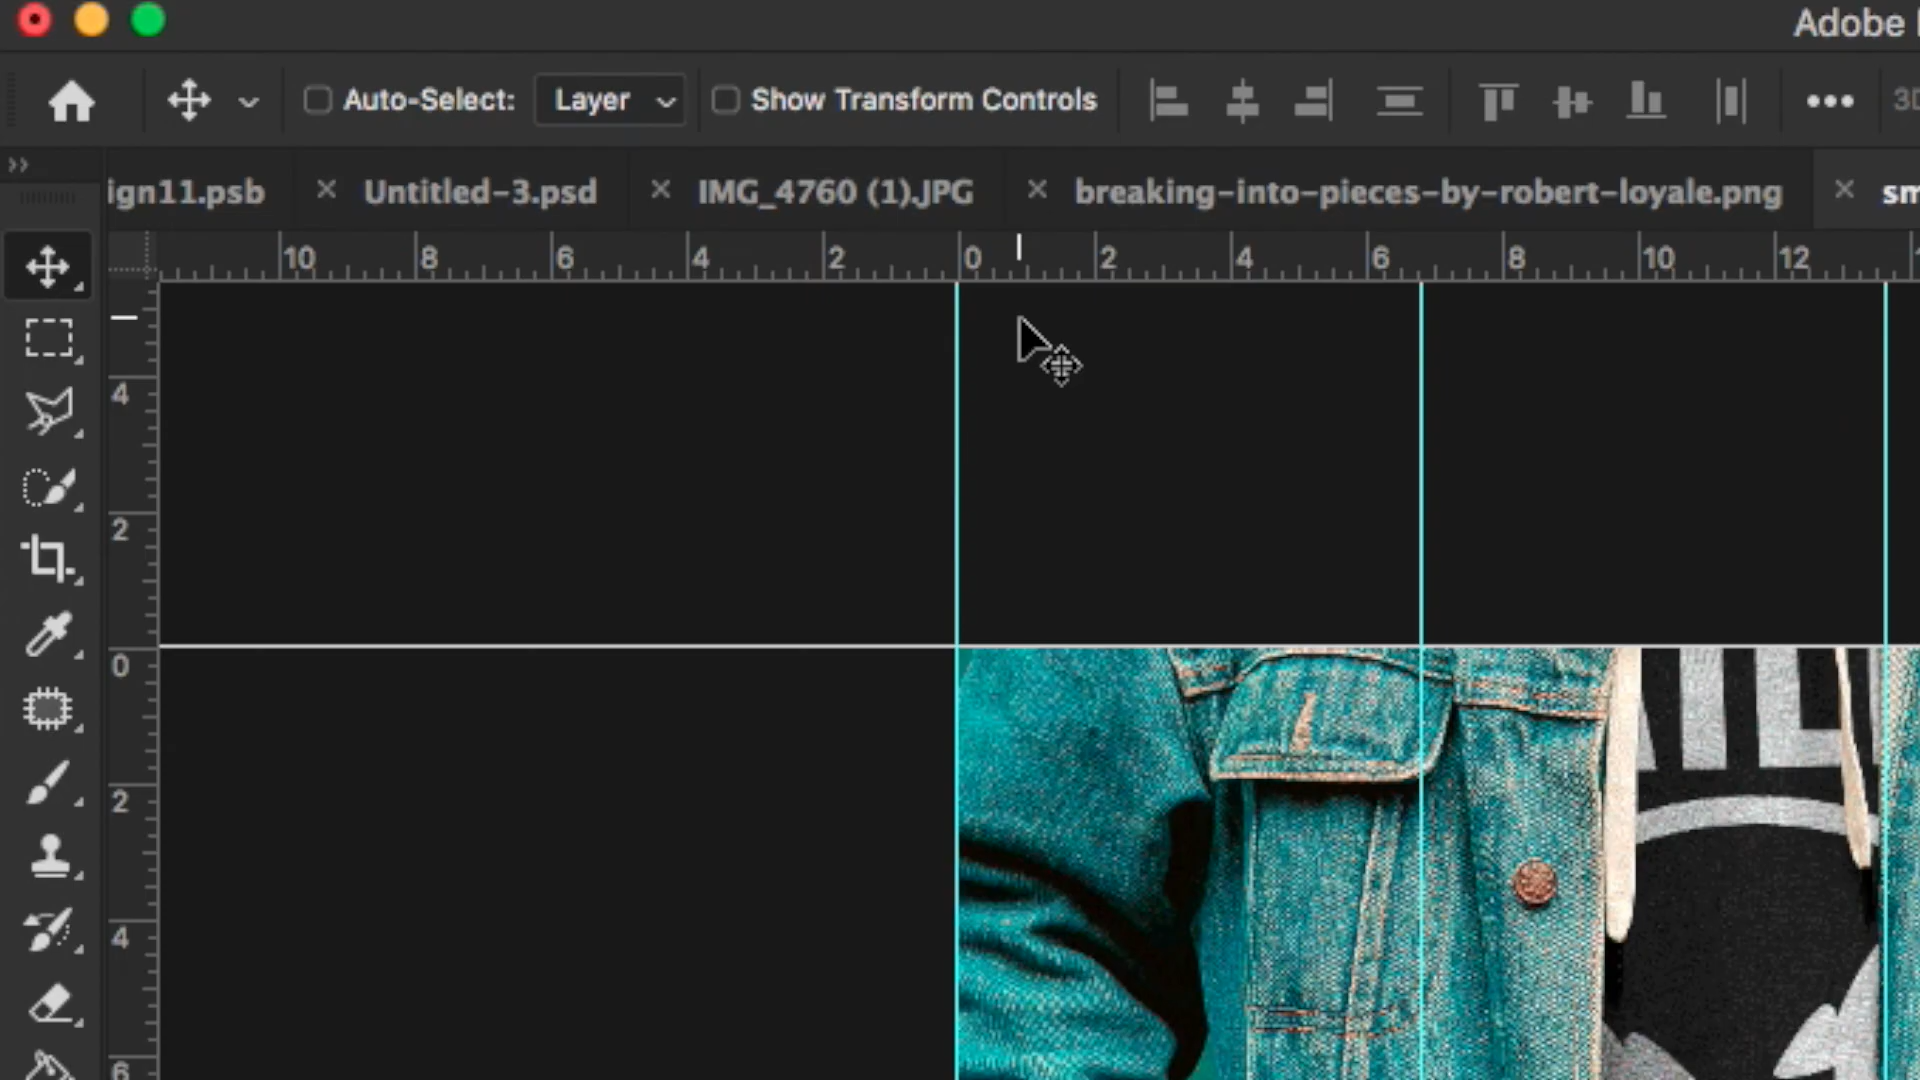 Adobe
Auto-Select: Layer Show Transform Controls
ign11.psb × Untitled-3.psd × IMG_4760 (1).JPG × breaking-into-pieces-by-robert-loyale.png × sm
10 8 6 4 2 0 2 4 6 8 10 12
4
2
0
2
4
6